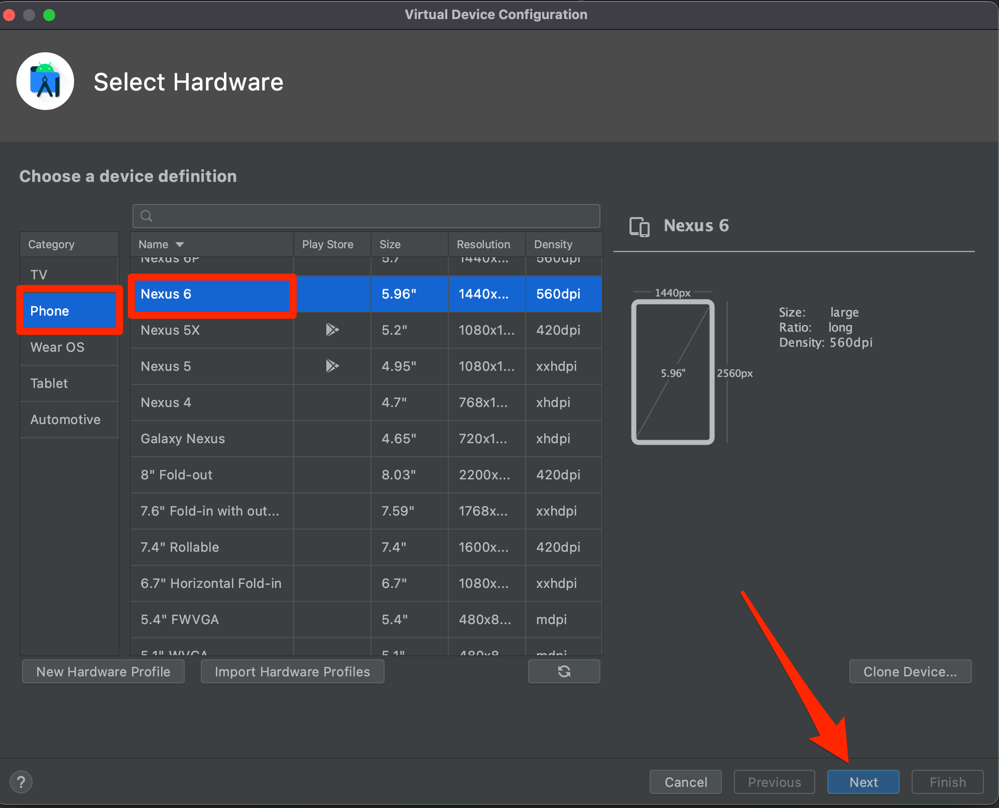 Virtual Device Configuration
Select Hardware
Choose a device definition
Category
TV
Phone
Wear OS
Tablet
Automotive
Name Play Store Size Resolution Density
Nexus 6P 5.7 1440x... 560dpi
Nexus 6 5.96" 1440x... 560dpi
Nexus 5X 5.2" 1080x1... 420dpi
Nexus 5 4.95" 1080x1... xxhdpi
Nexus 4 4.7" 768x1... xhdpi
Galaxy Nexus 4.65" 720x1... xhdpi
8" Fold-out 8.03" 2200x... 420dpi
7.6" Fold-in with out... 7.59" 1768x... xxhdpi
7.4" Rollable 7.4" 1600x... 420dpi
6.7" Horizontal Fold-in 6.7" 1080x... xxhdpi
5.4" FWVGA 5.4" 480x8... mdpi
5.1" WVGA 5.1" 480x8 mdpi
Nexus 6
1440px
5.96"
2560px
Size: large
Ratio: long
Density: 560dpi
New Hardware Profile
Import Hardware Profiles
Clone Device...
?
Cancel
Previous
Next
Finish